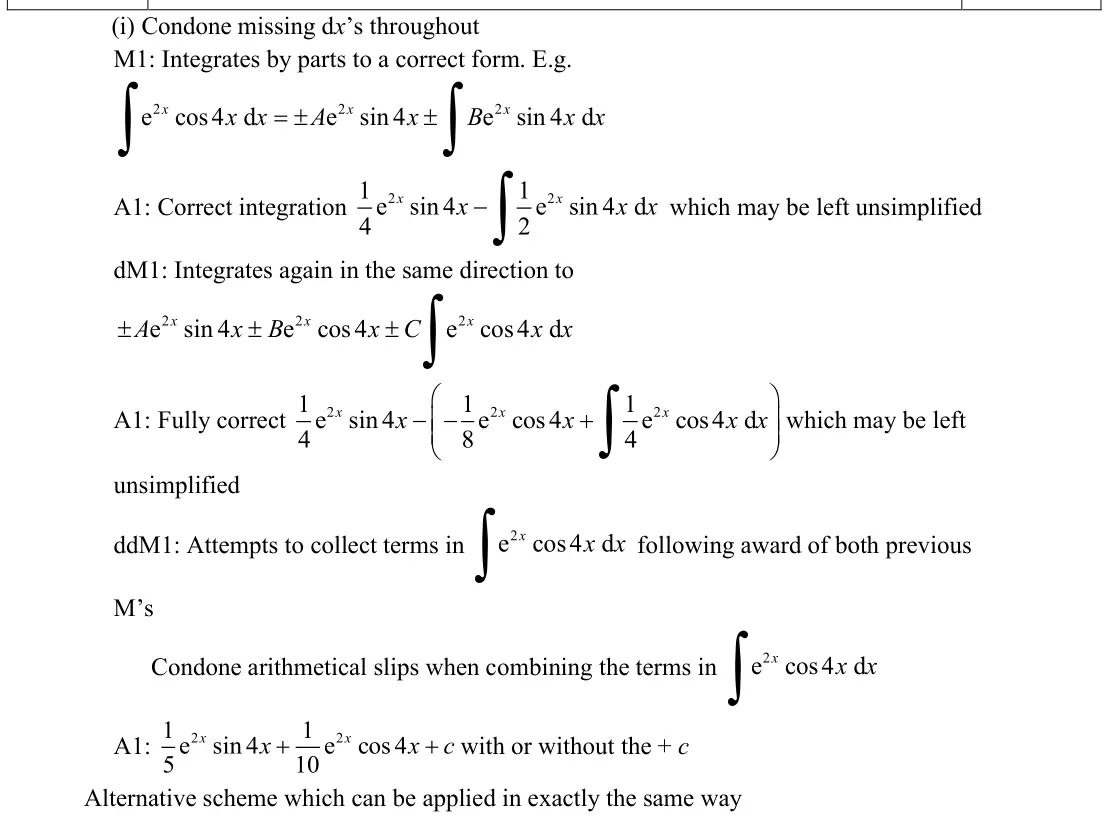 (i) Condone missing dx's throughout
M1: Integrates by parts to a correct form. E.g.
∫ e^{2x} cos 4x dx = ±Ae^{2x} sin 4x ± ∫ Be^{2x} sin 4x dx
A1: Correct integration \frac{1}{4}e^{2x} sin 4x − ∫ \frac{1}{2}e^{2x} sin 4x dx which may be left unsimplified
dM1: Integrates again in the same direction to
±Ae^{2x} sin 4x ± Be^{2x} cos 4x ± C ∫ e^{2x} cos 4x dx
A1: Fully correct \frac{1}{4}e^{2x} sin 4x − ( −\frac{1}{8}e^{2x} cos 4x + ∫ \frac{1}{4}e^{2x} cos 4x dx ) which may be left
unsimplified
ddM1: Attempts to collect terms in ∫ e^{2x} cos 4x dx following award of both previous
M's
Condone arithmetical slips when combining the terms in ∫ e^{2x} cos 4x dx
A1: \frac{1}{5}e^{2x} sin 4x + \frac{1}{10}e^{2x} cos 4x + c with or without the + c
Alternative scheme which can be applied in exactly the same way